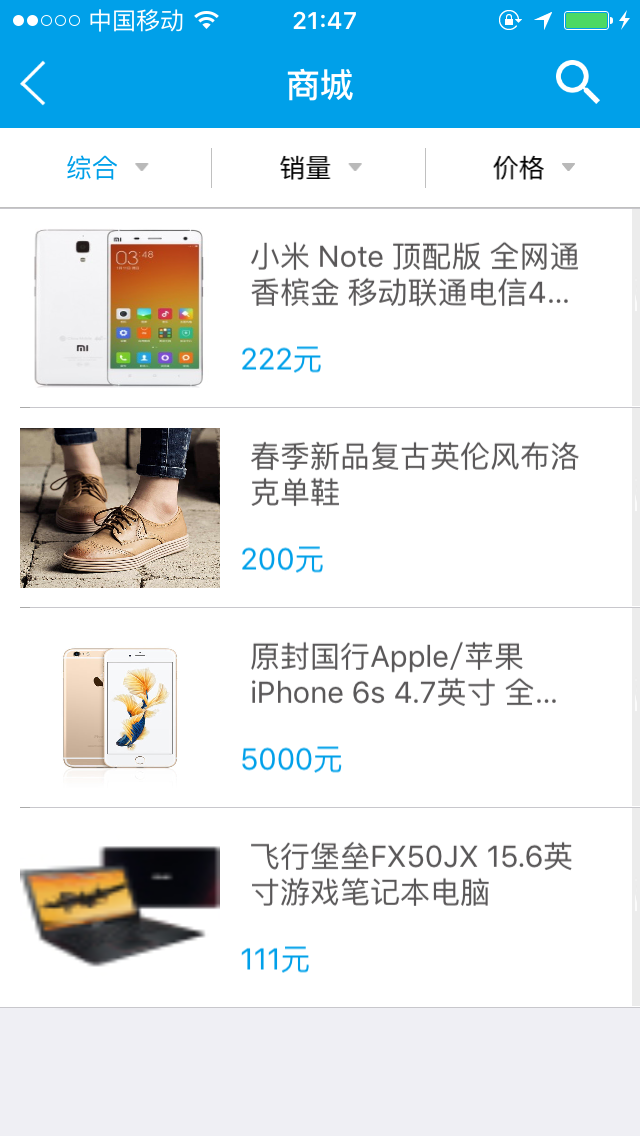 中国移动 21:47
商城
综合 销量 价格
小米 Note 顶配版 全网通
香槟金 移动联通电信4...
222元
春季新品复古英伦风布洛
克单鞋
200元
原封国行Apple/苹果
iPhone 6s 4.7英寸 全...
5000元
飞行堡垒FX50JX 15.6英
寸游戏笔记本电脑
111元
03:48
mi
mi